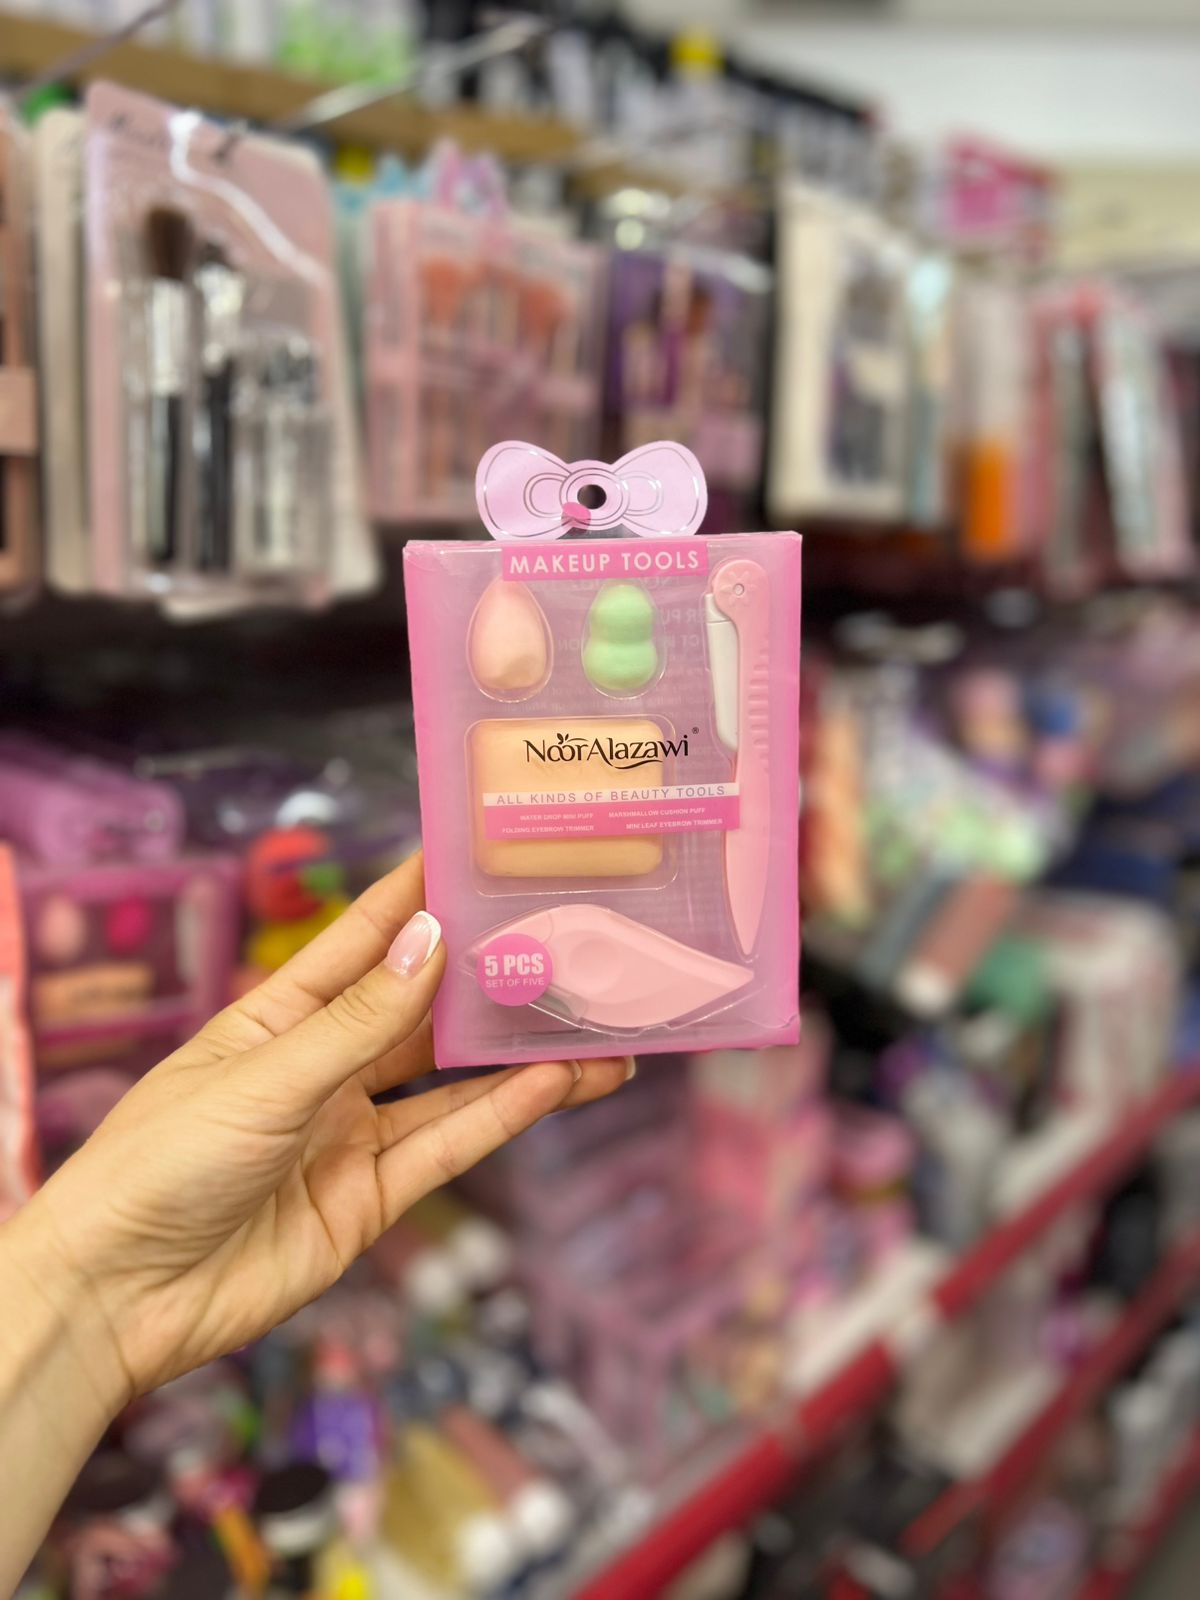 MAKEUP TOOLS
NoorAlazawi®
ALL KINDS OF BEAUTY TOOLS
WATER DROP MINI PUFF MARSHMALLOW CUSHION PUFF
FOLDING EYEBROW TRIMMER MINI LEAF EYEBROW TRIMMER
5 PCS
SET OF FIVE